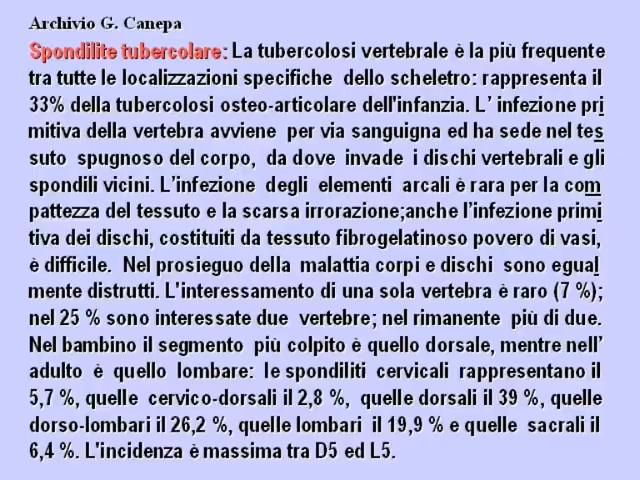 Archivio G. Canepa
Spondilite tubercolare: La tubercolosi vertebrale è la più frequente
tra tutte le localizzazioni specifiche dello scheletro: rappresenta il
33% della tubercolosi osteo-articolare dell'infanzia. L' infezione pri
mitiva della vertebra avviene per via sanguigna ed ha sede nel tes
suto spugnoso del corpo, da dove invade i dischi vertebrali e gli
spondili vicini. L'infezione degli elementi arcali è rara per la com
pattezza del tessuto e la scarsa irrorazione;anche l'infezione primi
tiva dei dischi, costituiti da tessuto fibrogelatinoso povero di vasi,
è difficile. Nel prosieguo della malattia corpi e dischi sono egual
mente distrutti. L'interessamento di una sola vertebra è raro (7 %);
nel 25 % sono interessate due vertebre; nel rimanente più di due.
Nel bambino il segmento più colpito è quello dorsale, mentre nell'
adulto è quello lombare: le spondiliti cervicali rappresentano il
5,7 %, quelle cervico-dorsali il 2,8 %, quelle dorsali il 39 %, quelle
dorso-lombari il 26,2 %, quelle lombari il 19,9 % e quelle sacrali il
6,4 %. L'incidenza è massima tra D5 ed L5.